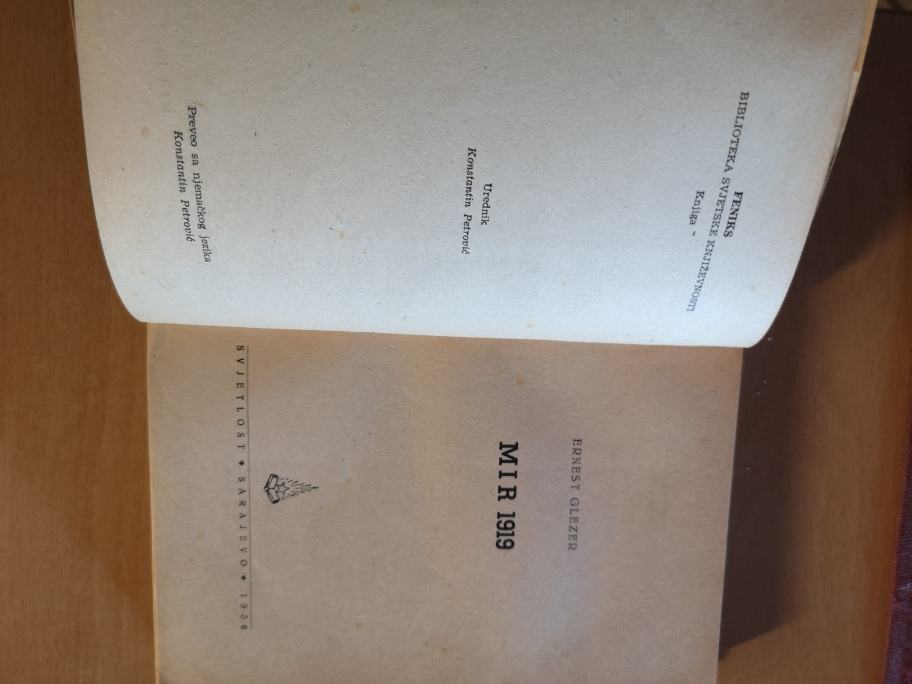 FENIKS
BIBLIOTEKA SVJETSKE KNJIŽEVNOSTI
Knjiga
Urednik
Konstantin Petrović
Preveo sa njemačkog jezika
Konstantin Petrović
ERNEST GLEZER
MIR 1919
SVJETLOST ♦ SARAJEVO ♦ 1956